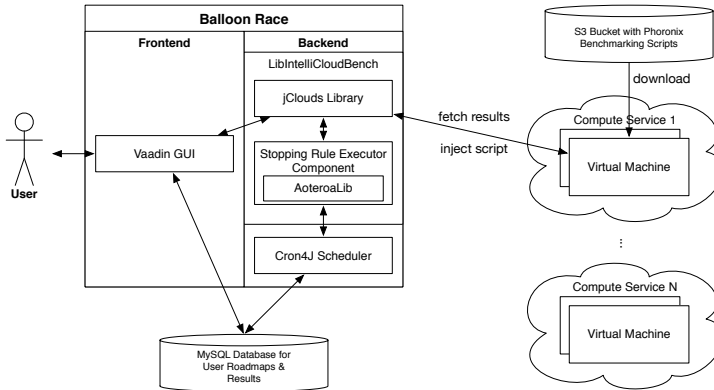 Balloon Race
Frontend
Backend
LibIntelliCloudBench
jClouds Library
Vaadin GUI
Stopping Rule Executor
Component
AoteroaLib
Cron4J Scheduler
User
MySQL Database for
User Roadmaps &
Results
fetch results
inject script
S3 Bucket with Phoronix
Benchmarking Scripts
download
Compute Service 1
Virtual Machine
...
Compute Service N
Virtual Machine